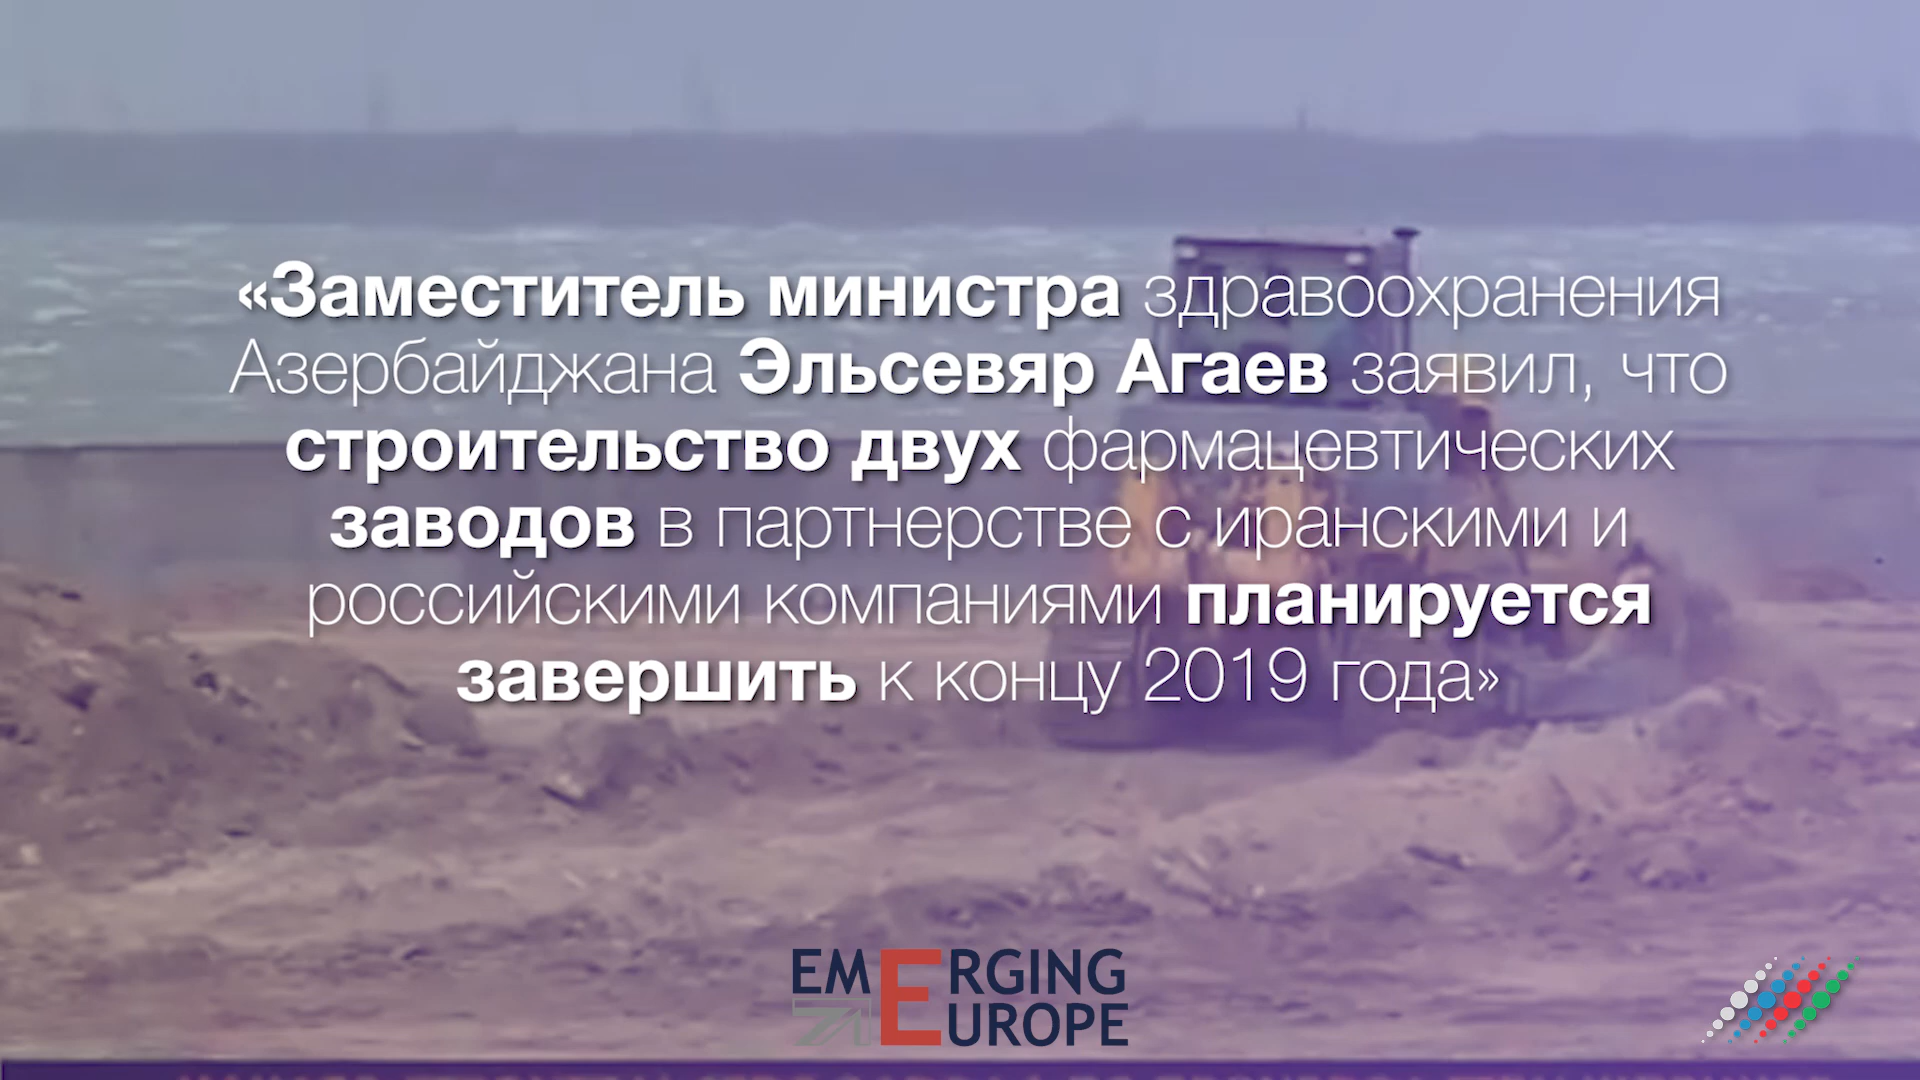 «Заместитель министра здравоохранения
Азербайджана Эльсевяр Агаев заявил, что
строительство двух фармацевтических
заводов в партнерстве с иранскими и
российскими компаниями планируется
завершить к концу 2019 года»
EMERGING
EUROPE